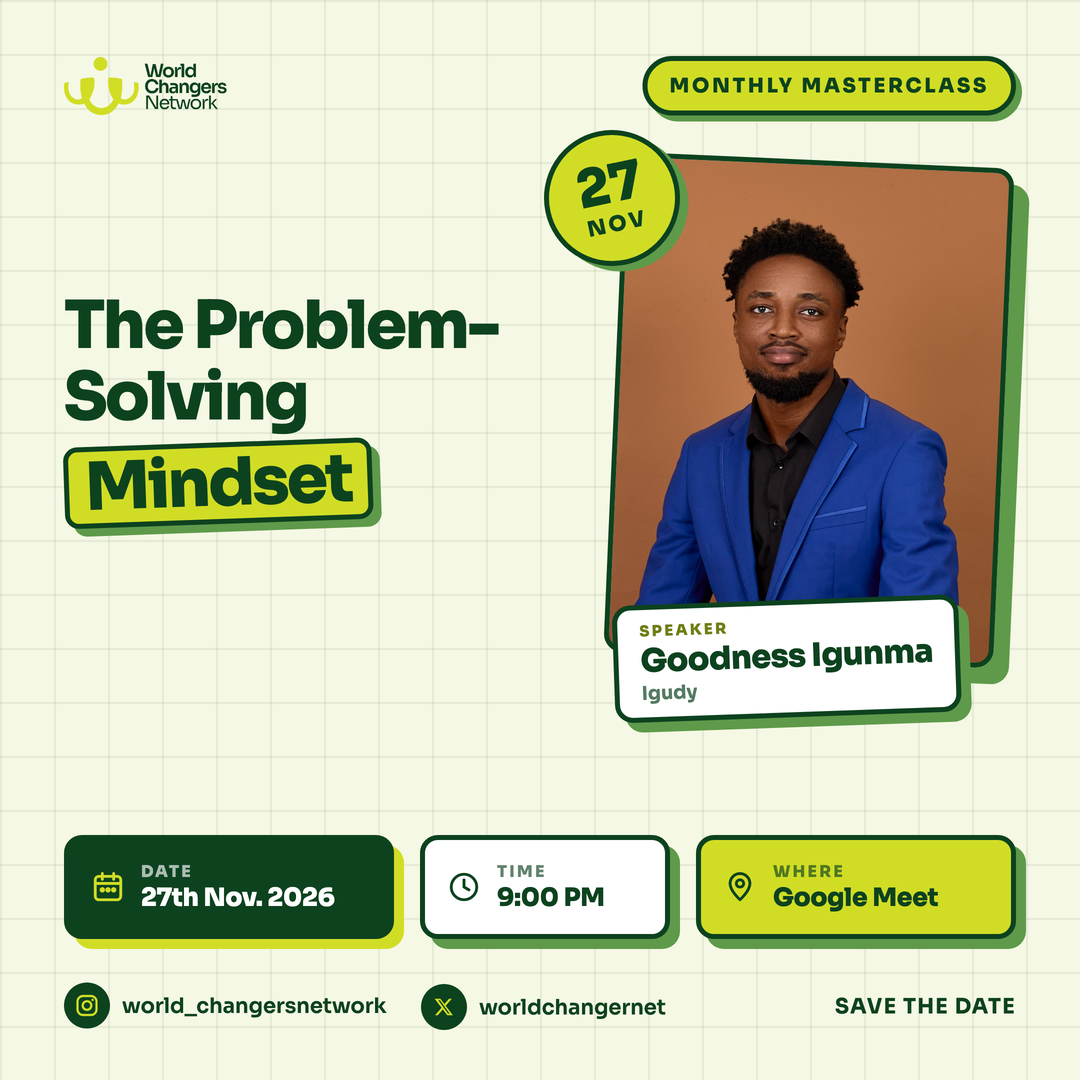 World
Changers
Network
MONTHLY MASTERCLASS
27
NOV
The Problem-
Solving
Mindset
SPEAKER
Goodness Igunma
Igudy
DATE
27th Nov. 2026
TIME
9:00 PM
WHERE
Google Meet
world_changersnetwork
worldchangernet
SAVE THE DATE